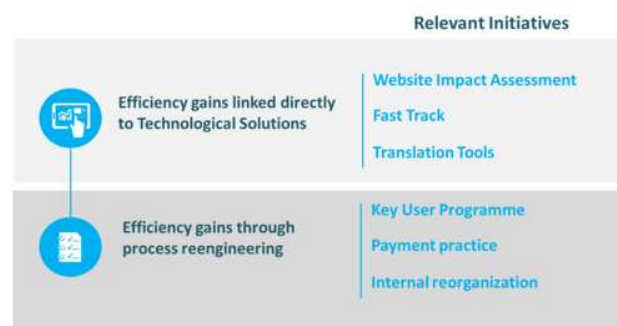 Relevant Initiatives
Efficiency gains linked directly
to Technological Solutions
Website Impact Assessment
Fast Track
Translation Tools
Efficiency gains through
process reengineering
Key User Programme
Payment practice
Internal reorganization